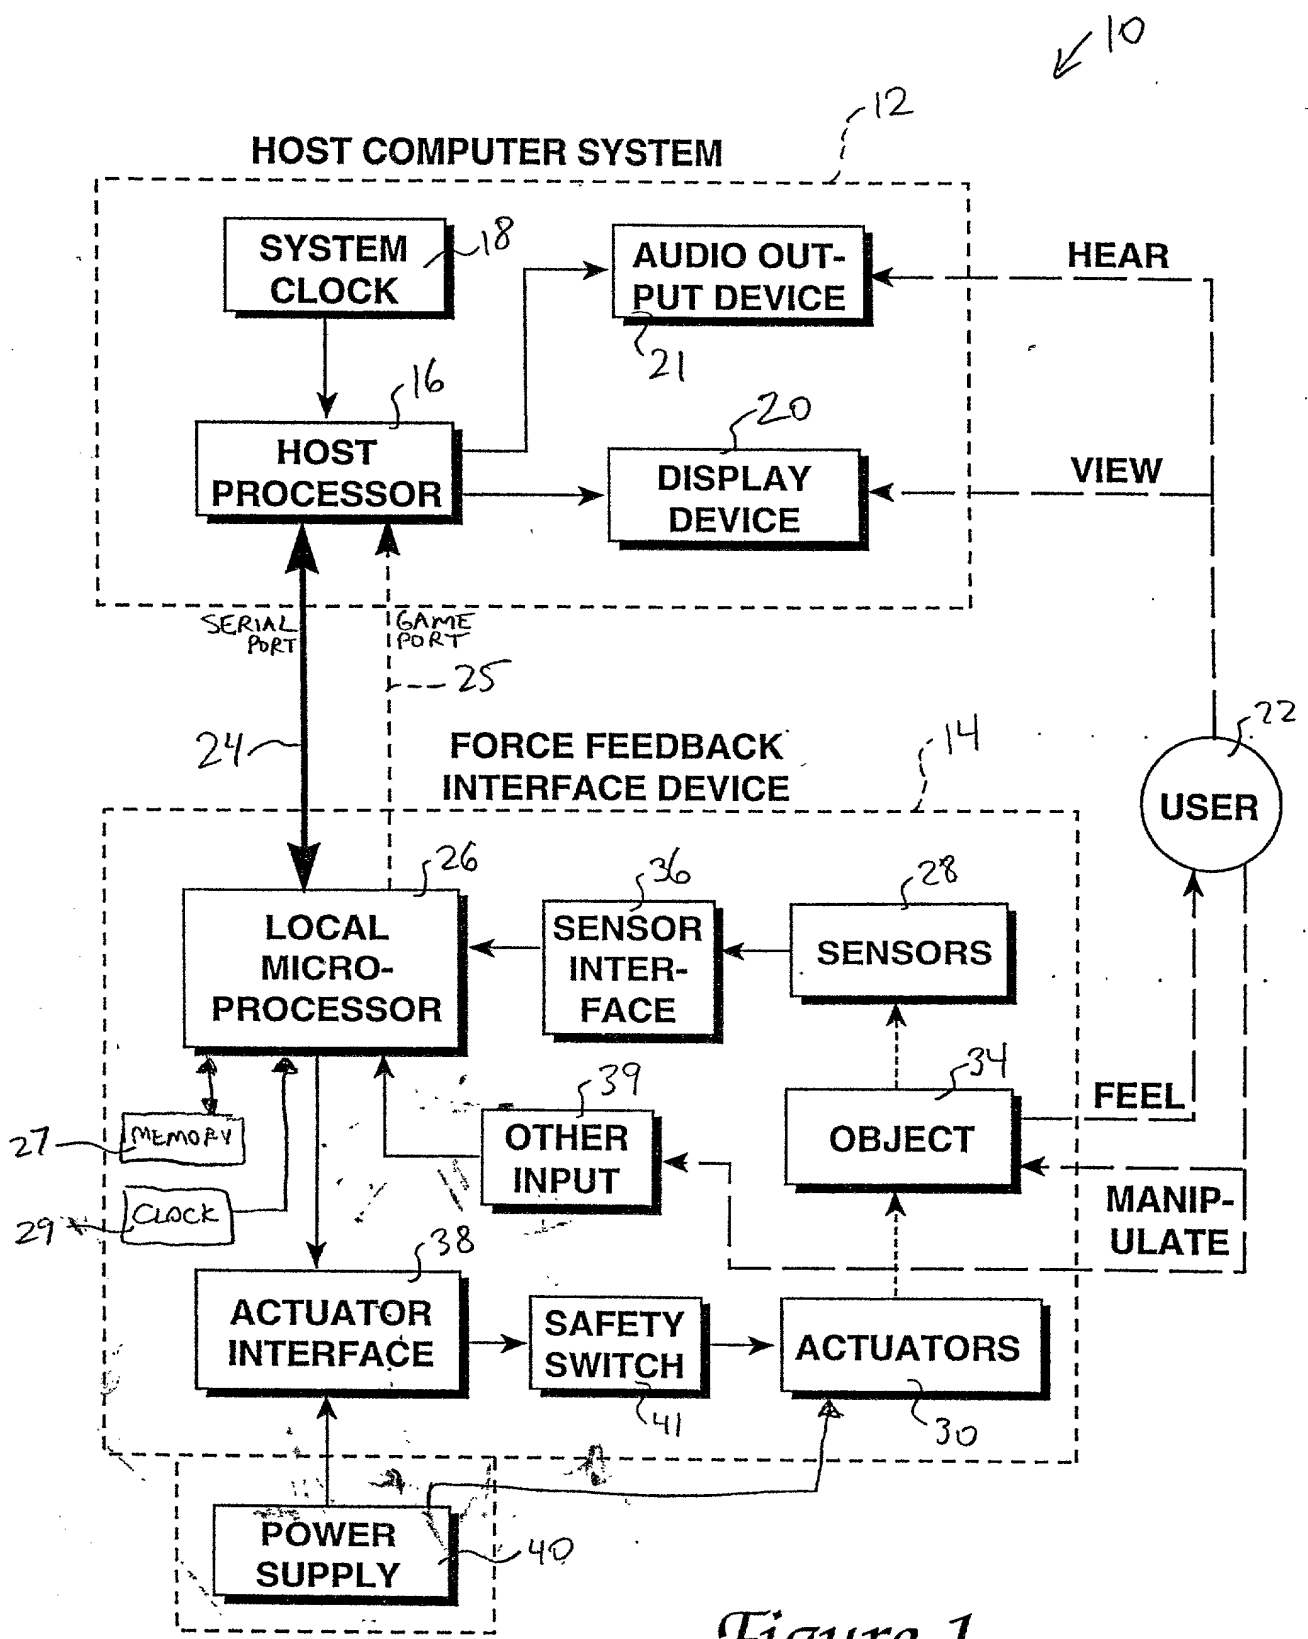 10
12
HOST COMPUTER SYSTEM
SYSTEM
CLOCK
18
AUDIO OUT-
PUT DEVICE
21
HEAR
16
HOST
PROCESSOR
20
DISPLAY
DEVICE
VIEW
SERIAL
PORT
GAME
PORT
25
24
22
USER
FORCE FEEDBACK
INTERFACE DEVICE
14
26
LOCAL
MICRO-
PROCESSOR
36
SENSOR
INTER-
FACE
28
SENSORS
34
OBJECT
FEEL
39
OTHER
INPUT
27
MEMORY
29
CLOCK
MANIP-
ULATE
38
ACTUATOR
INTERFACE
SAFETY
SWITCH
41
ACTUATORS
30
POWER
SUPPLY
40
Figure 1